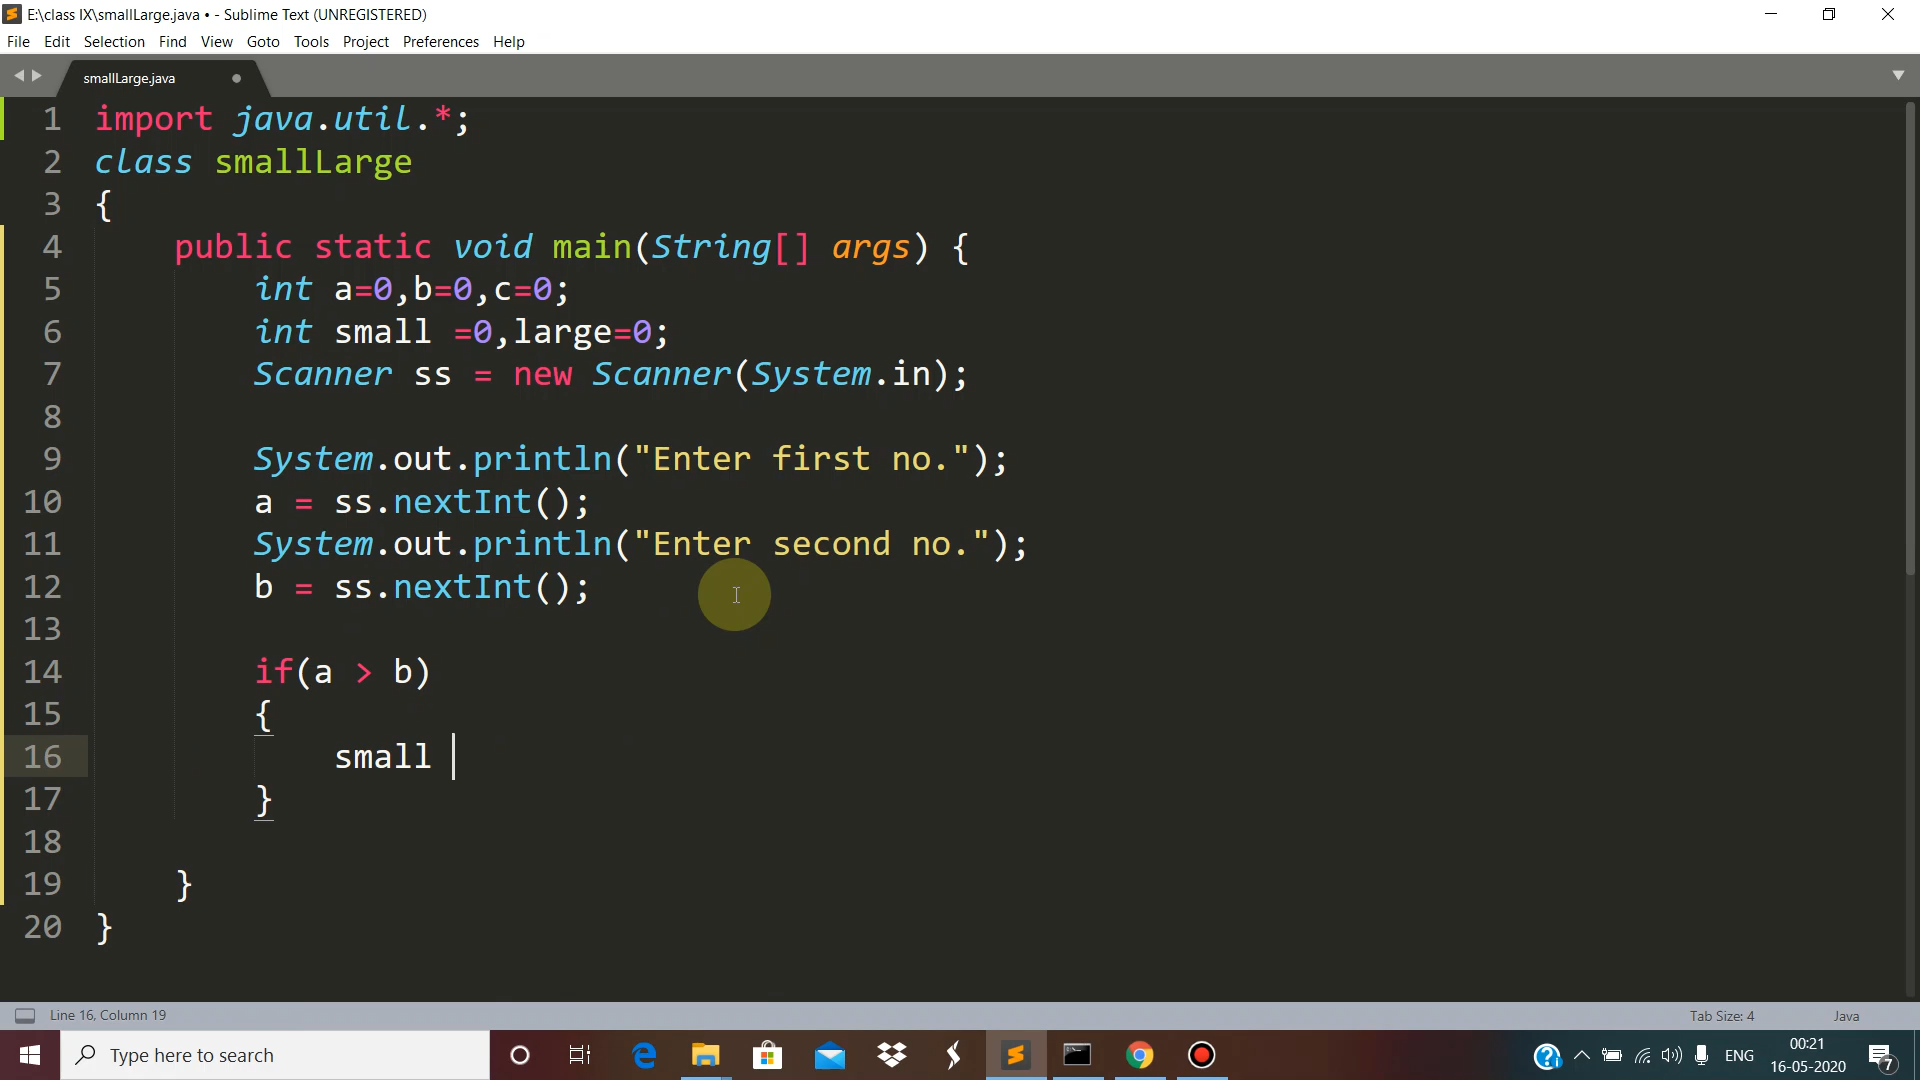 E:\class IX\smallLarge.java • - Sublime Text (UNREGISTERED)
File Edit Selection Find View Goto Tools Project Preferences Help
smallLarge.java
1 import java.util.*;
2 class smallLarge
3 {
4 public static void main(String[] args) {
5 int a=0,b=0,c=0;
6 int small =0,large=0;
7 Scanner ss = new Scanner(System.in);
8
9 System.out.println("Enter first no.");
10 a = ss.nextInt();
11 System.out.println("Enter second no.");
12 b = ss.nextInt();
13
14 if(a > b)
15 {
16 small
17 }
18
19 }
20 }
Line 16, Column 19 Tab Size: 4 Java
Type here to search ENG 00:21
16-05-2020 7